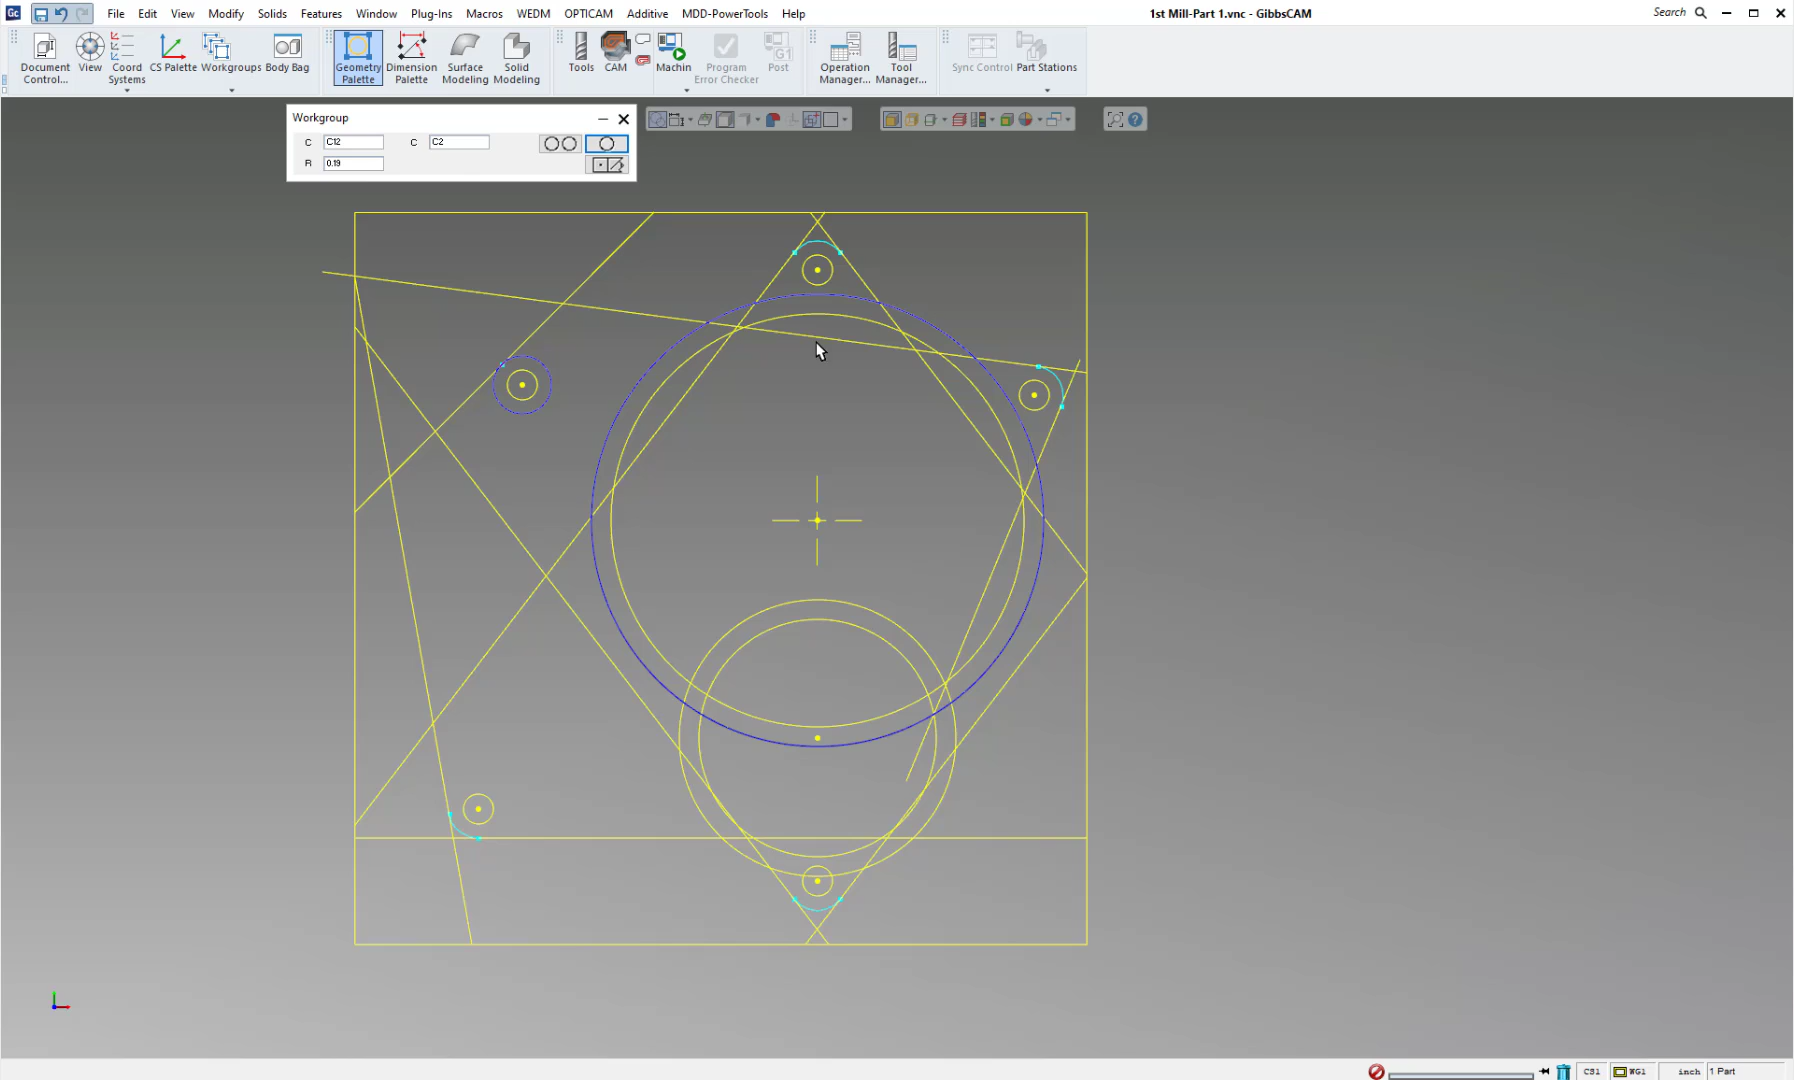 Gc File Edit View Modify Solids Features Window Plug-Ins Macros WEDM OPTICAM Additive MDD-PowerTools Help 1st Mill-Part 1.vnc - GibbsCAM Search
Document Control...
View
Coord Systems
CS Palette
Workgroups
Body Bag
Geometry Palette
Dimension Palette
Surface Modeling
Solid Modeling
Tools
CAM
Machin
Program Error Checker
G1
Post
Operation Manager...
Tool Manager...
Sync Control
Part Stations
Workgroup
C C12 C C2
R 0.19
CS1 WG1 inch 1 Part